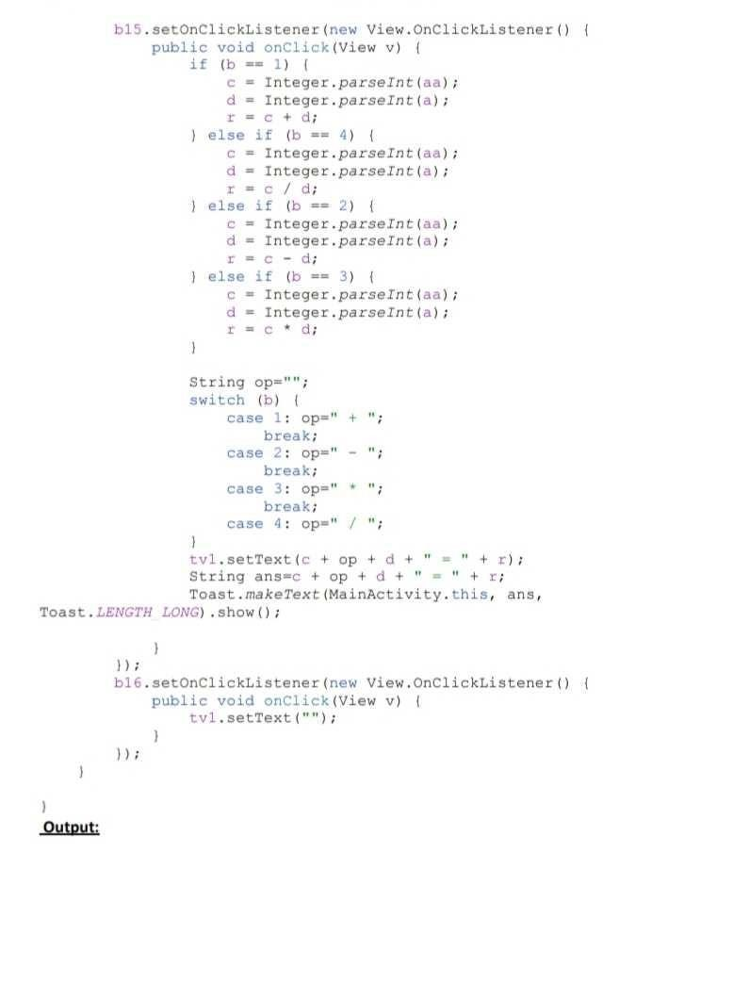 b15.setOnClickListener(new View.OnClickListener() {
    public void onClick(View v) {
        if (b == 1) {
            c = Integer.parseInt(aa);
            d = Integer.parseInt(a);
            r = c + d;
        } else if (b == 4) {
            c = Integer.parseInt(aa);
            d = Integer.parseInt(a);
            r = c / d;
        } else if (b == 2) {
            c = Integer.parseInt(aa);
            d = Integer.parseInt(a);
            r = c - d;
        } else if (b == 3) {
            c = Integer.parseInt(aa);
            d = Integer.parseInt(a);
            r = c * d;
        }

        String op="";
        switch (b) {
            case 1: op=" + ";
                break;
            case 2: op=" - ";
                break;
            case 3: op=" * ";
                break;
            case 4: op=" / ";
        }
        tv1.setText(c + op + d + " = " + r);
        String ans=c + op + d + " = " + r;
        Toast.makeText(MainActivity.this, ans,
Toast.LENGTH_LONG).show();

    }
});
b16.setOnClickListener(new View.OnClickListener() {
    public void onClick(View v) {
        tv1.setText("");
    }
});
}

}
Output: